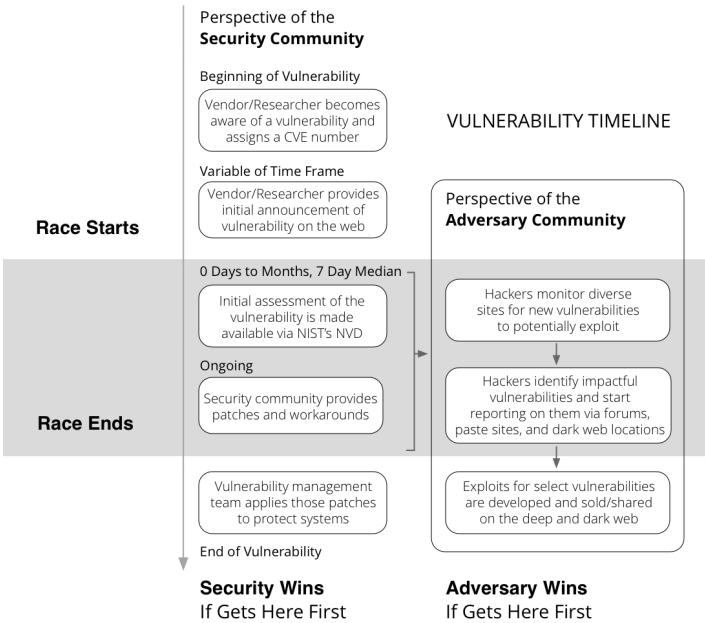 Perspective of the
Security Community
Beginning of Vulnerability
Vendor/Researcher becomes
aware of a vulnerability and
assigns a CVE number
VULNERABILITY TIMELINE
Variable of Time Frame
Vendor/Researcher provides
initial announcement of
vulnerability on the web
Race Starts
Perspective of the
Adversary Community
0 Days to Months, 7 Day Median
Initial assessment of the
vulnerability is made
available via NIST's NVD
Hackers monitor diverse
sites for new vulnerabilities
to potentially exploit
Ongoing
Security community provides
patches and workarounds
Hackers identify impactful
vulnerabilities and start
reporting on them via forums,
paste sites, and dark web locations
Race Ends
Vulnerability management
team applies those patches
to protect systems
Exploits for select vulnerabilities
are developed and sold/shared
on the deep and dark web
End of Vulnerability
Security Wins
If Gets Here First
Adversary Wins
If Gets Here First